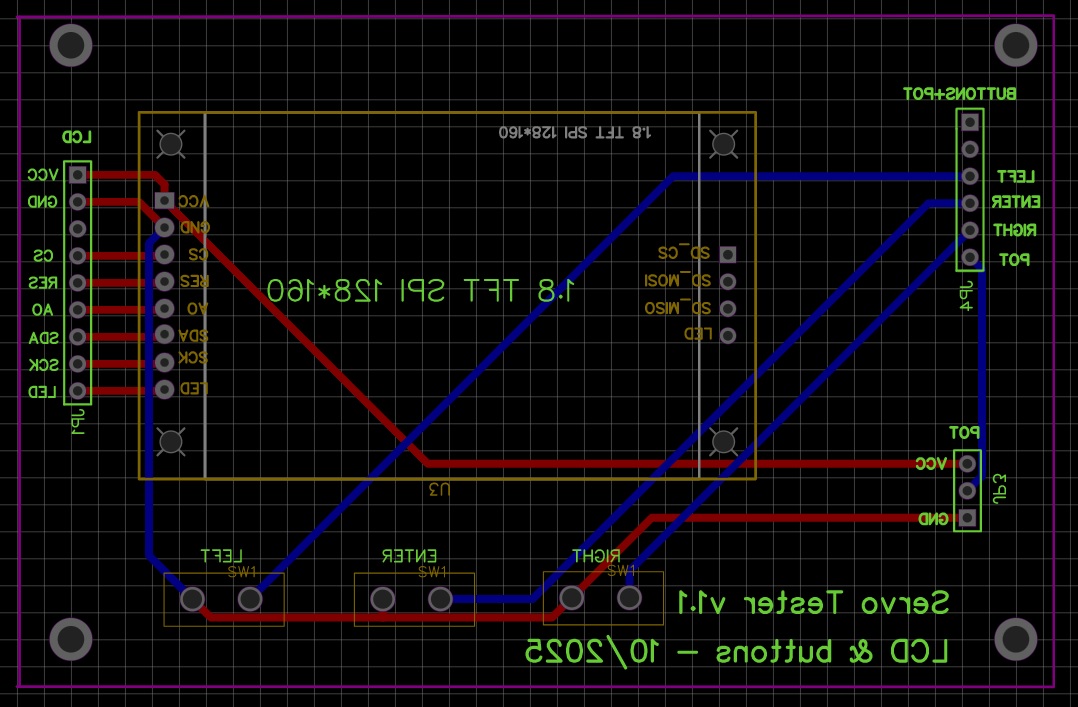 BUTTONS+POT
1.8 TFT SPI 128*160
LCD
VCC
GND
CS
RES
AO
SDA
SCK
LED
JP1
VCC
GND
CS
RES
AO
SDA
SCK
LED
1.8 TFT SPI 128*160
SD_CS
SD_MOSI
SD_MISO
LED
LEFT
ENTER
RIGHT
POT
JP4
U3
POT
VCC
GND
JP3
LEFT
SW1
ENTER
SW1
RIGHT
SW1
Servo Tester v1.1
LCD & buttons – 10/2025